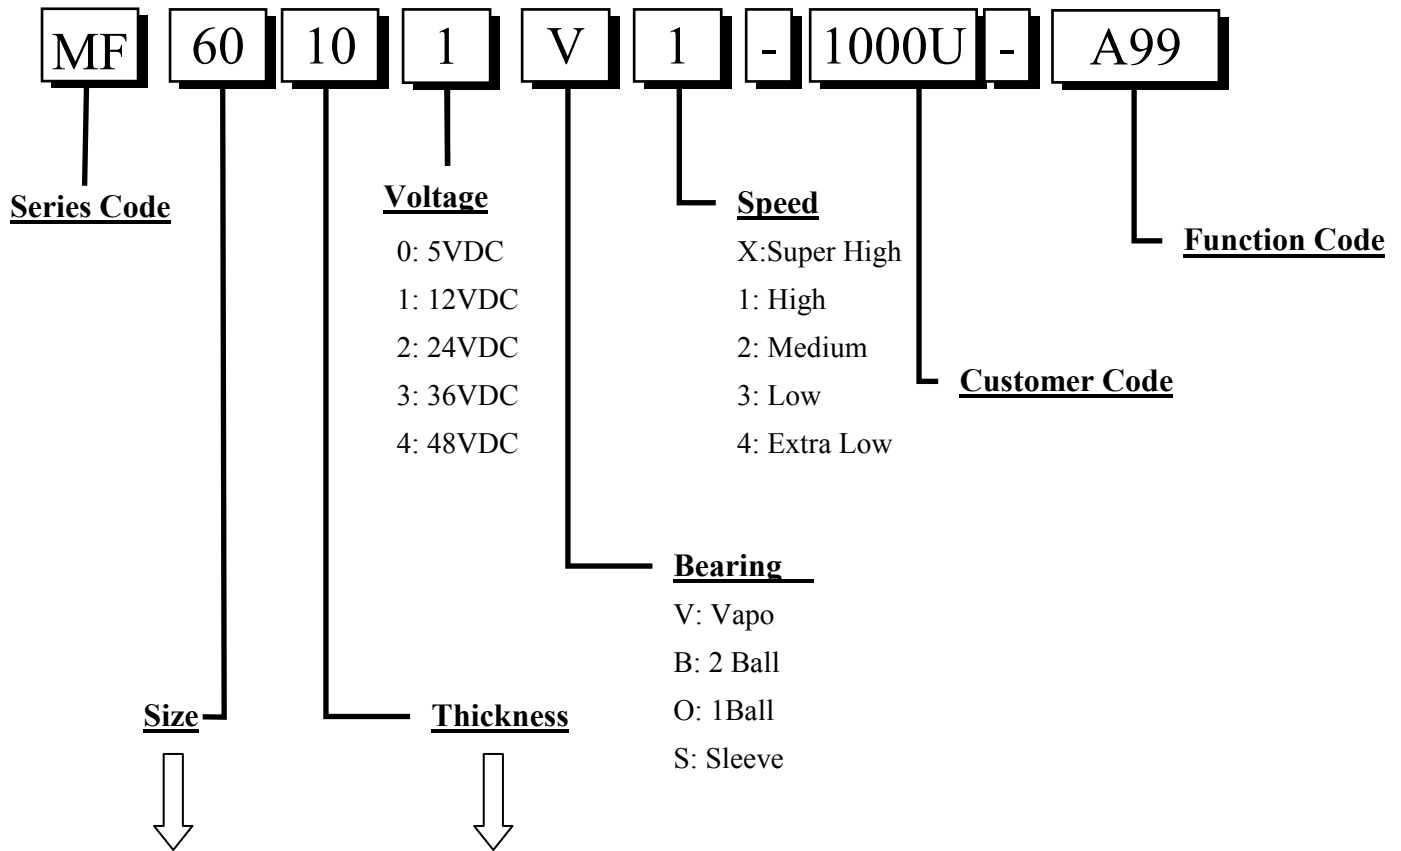 MF 60 10 1 V 1 - 1000U - A99
Series Code
Voltage
0: 5VDC
1: 12VDC
2: 24VDC
3: 36VDC
4: 48VDC
Speed
X:Super High
1: High
2: Medium
3: Low
4: Extra Low
Function Code
Customer Code
Bearing
V: Vapo
B: 2 Ball
O: 1Ball
S: Sleeve
Size
Thickness